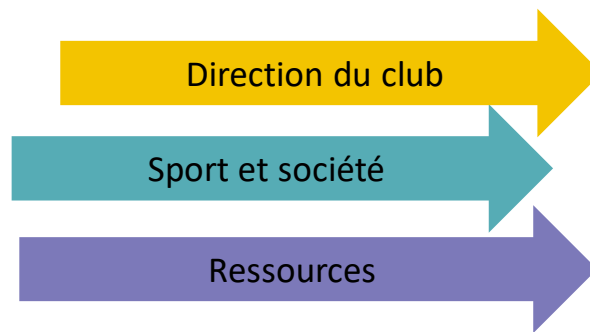 Direction du club
Sport et société
Ressources